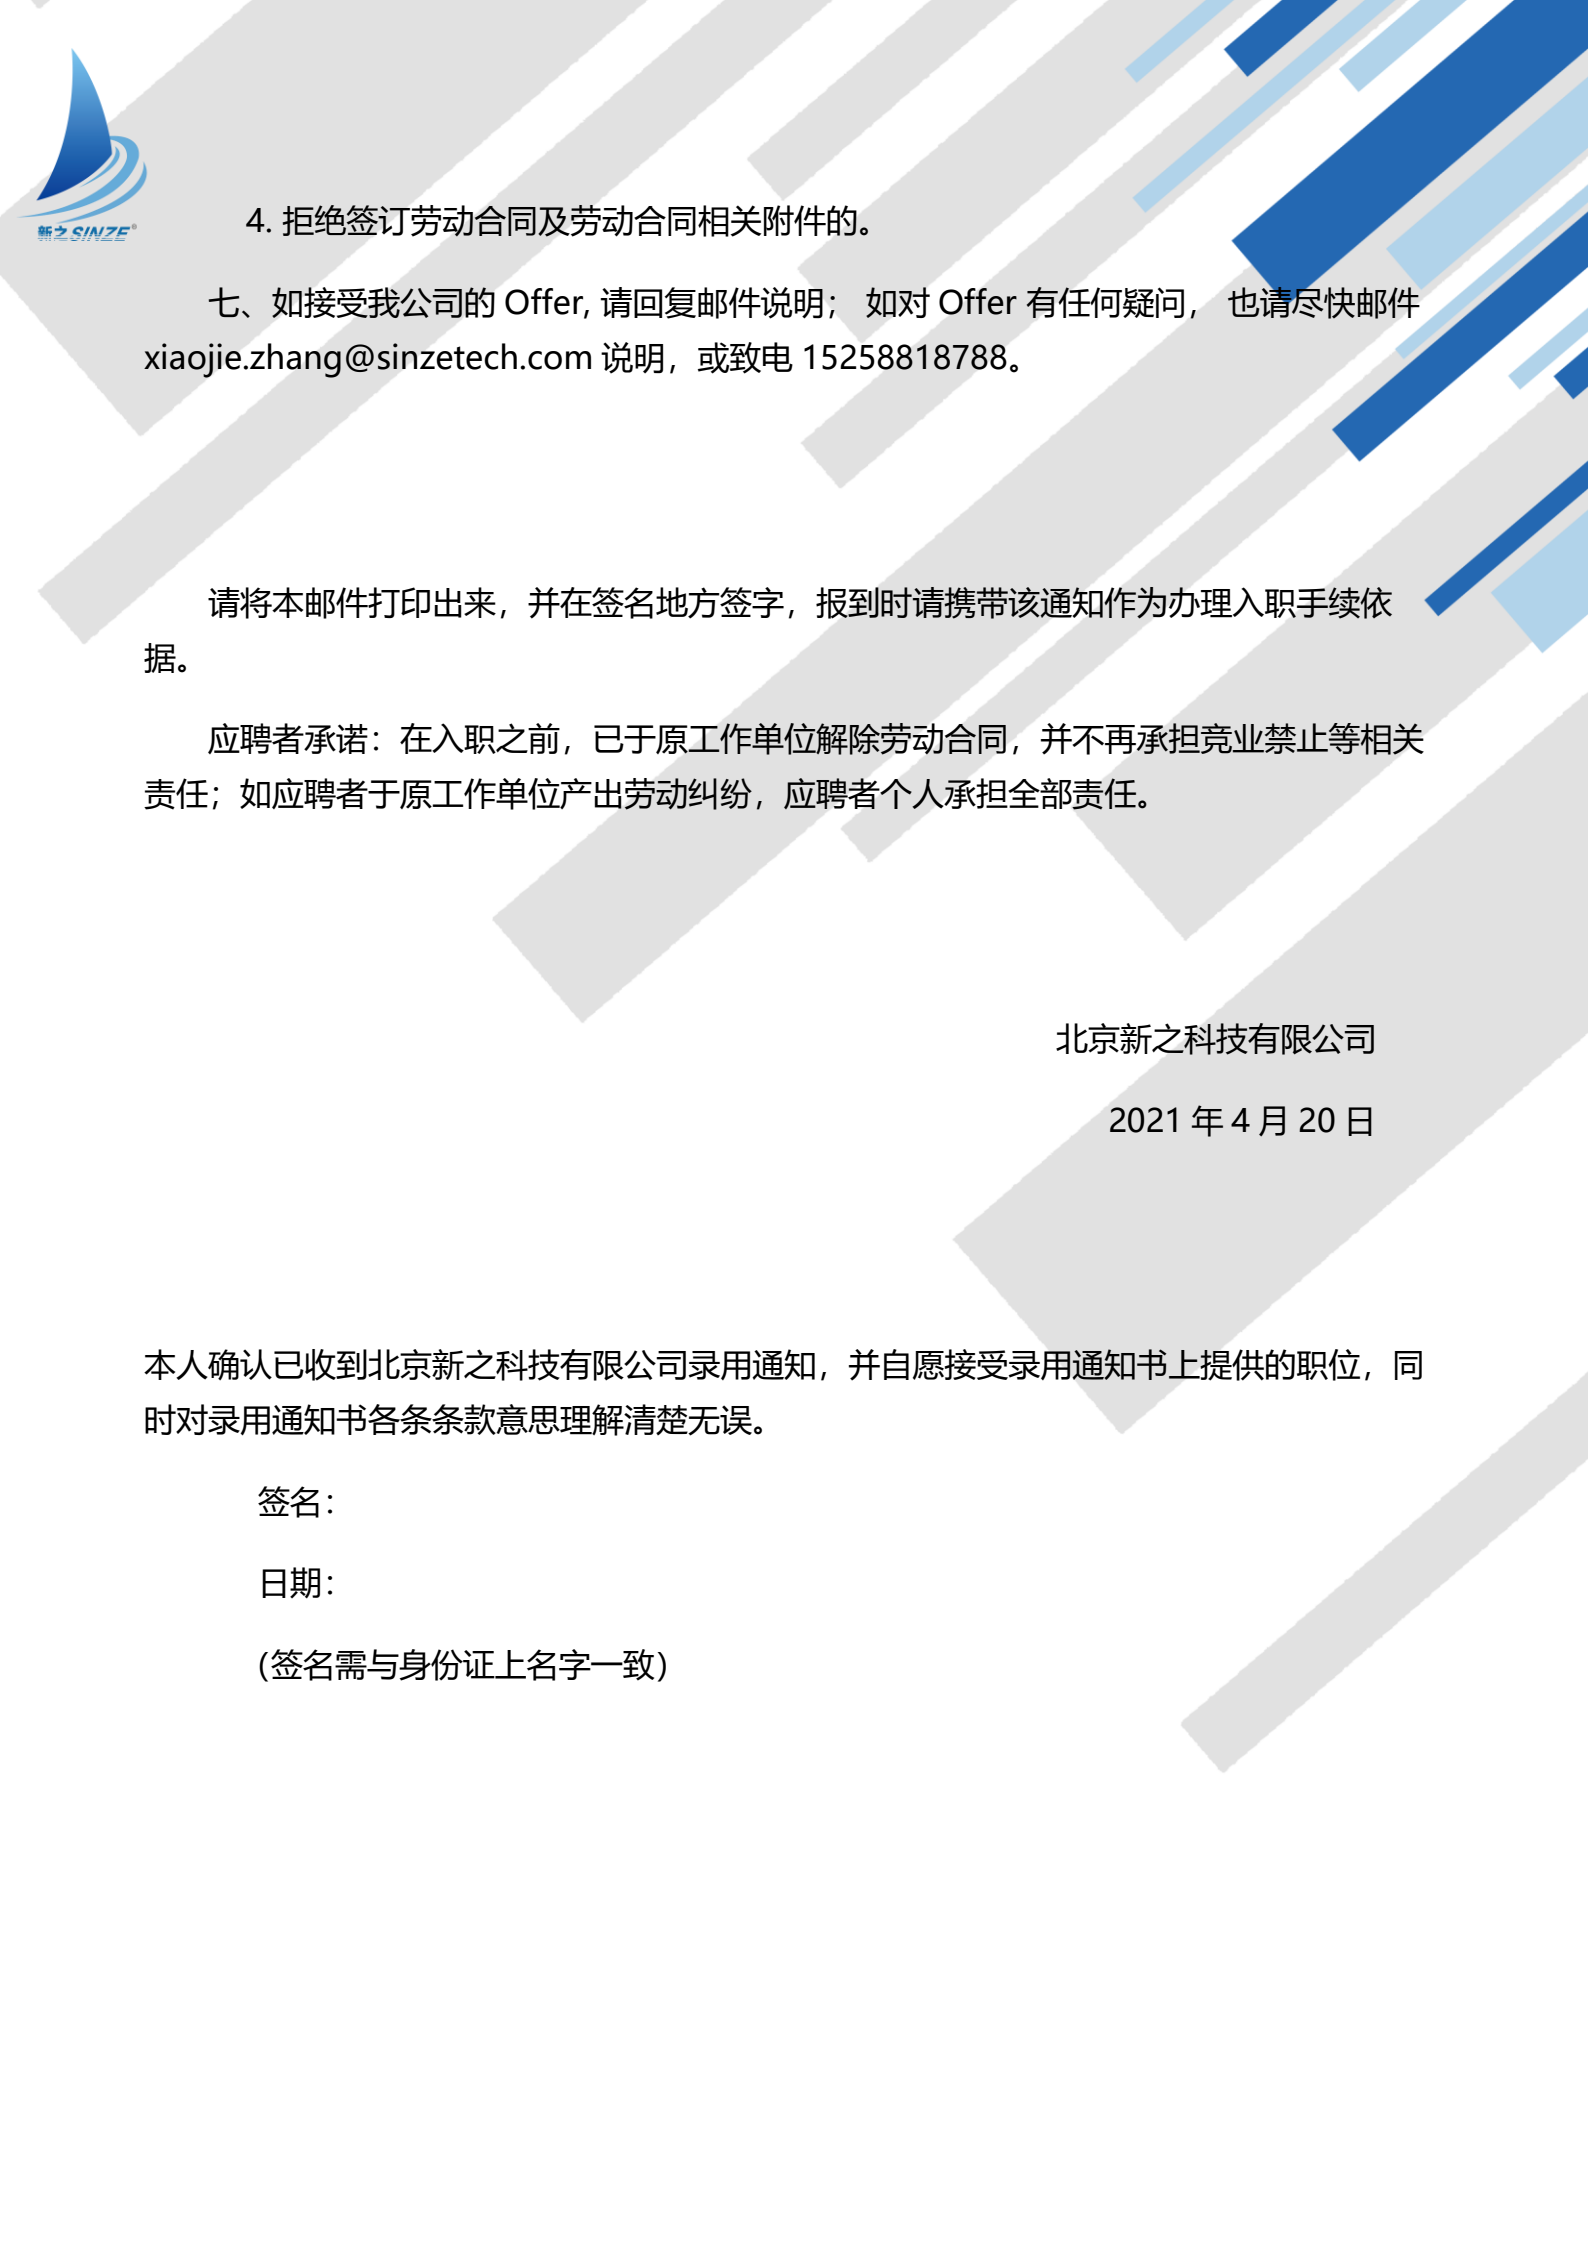 新之 SINZE®
4. 拒绝签订劳动合同及劳动合同相关附件的。
七、如接受我公司的 Offer, 请回复邮件说明； 如对 Offer 有任何疑问， 也请尽快邮件
xiaojie.zhang@sinzetech.com 说明，或致电 15258818788。
请将本邮件打印出来，并在签名地方签字，报到时请携带该通知作为办理入职手续依
据。
应聘者承诺：在入职之前，已于原工作单位解除劳动合同，并不再承担竞业禁止等相关
责任；如应聘者于原工作单位产出劳动纠纷，应聘者个人承担全部责任。
北京新之科技有限公司
2021 年 4 月 20 日
本人确认已收到北京新之科技有限公司录用通知，并自愿接受录用通知书上提供的职位，同
时对录用通知书各条条款意思理解清楚无误。
签名：
日期：
（签名需与身份证上名字一致）